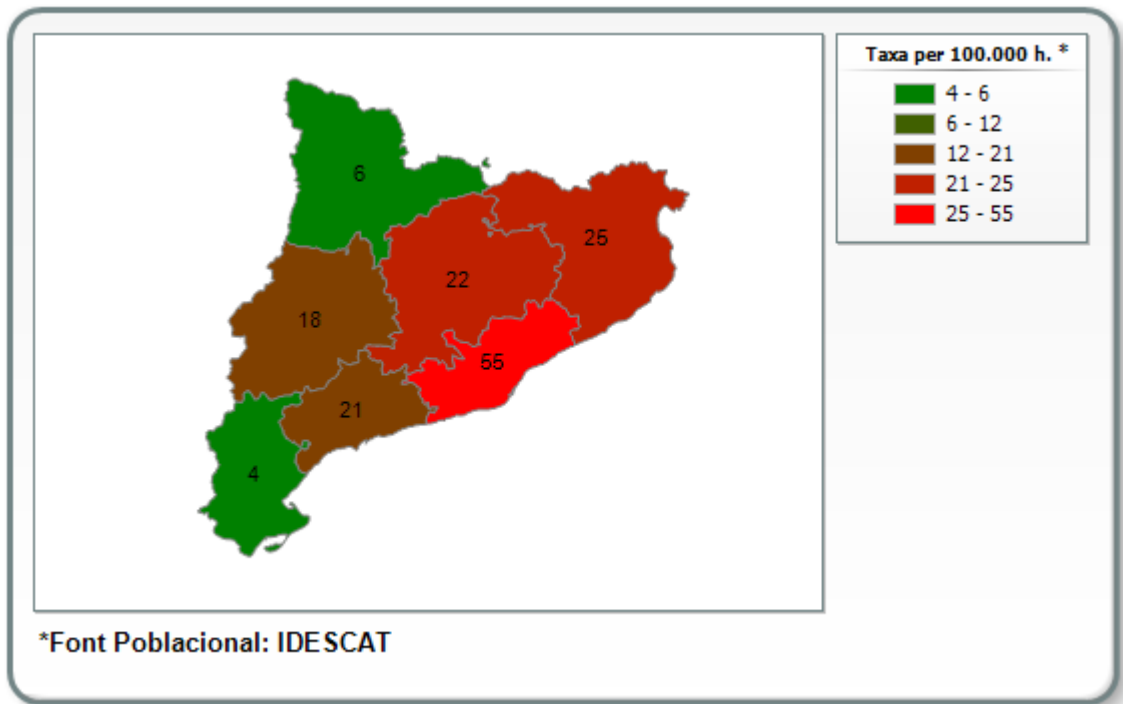 Taxa per 100.000 h. *
4 - 6
6 - 12
12 - 21
21 - 25
25 - 55
6
25
22
18
55
21
4
*Font Poblacional: IDESCAT